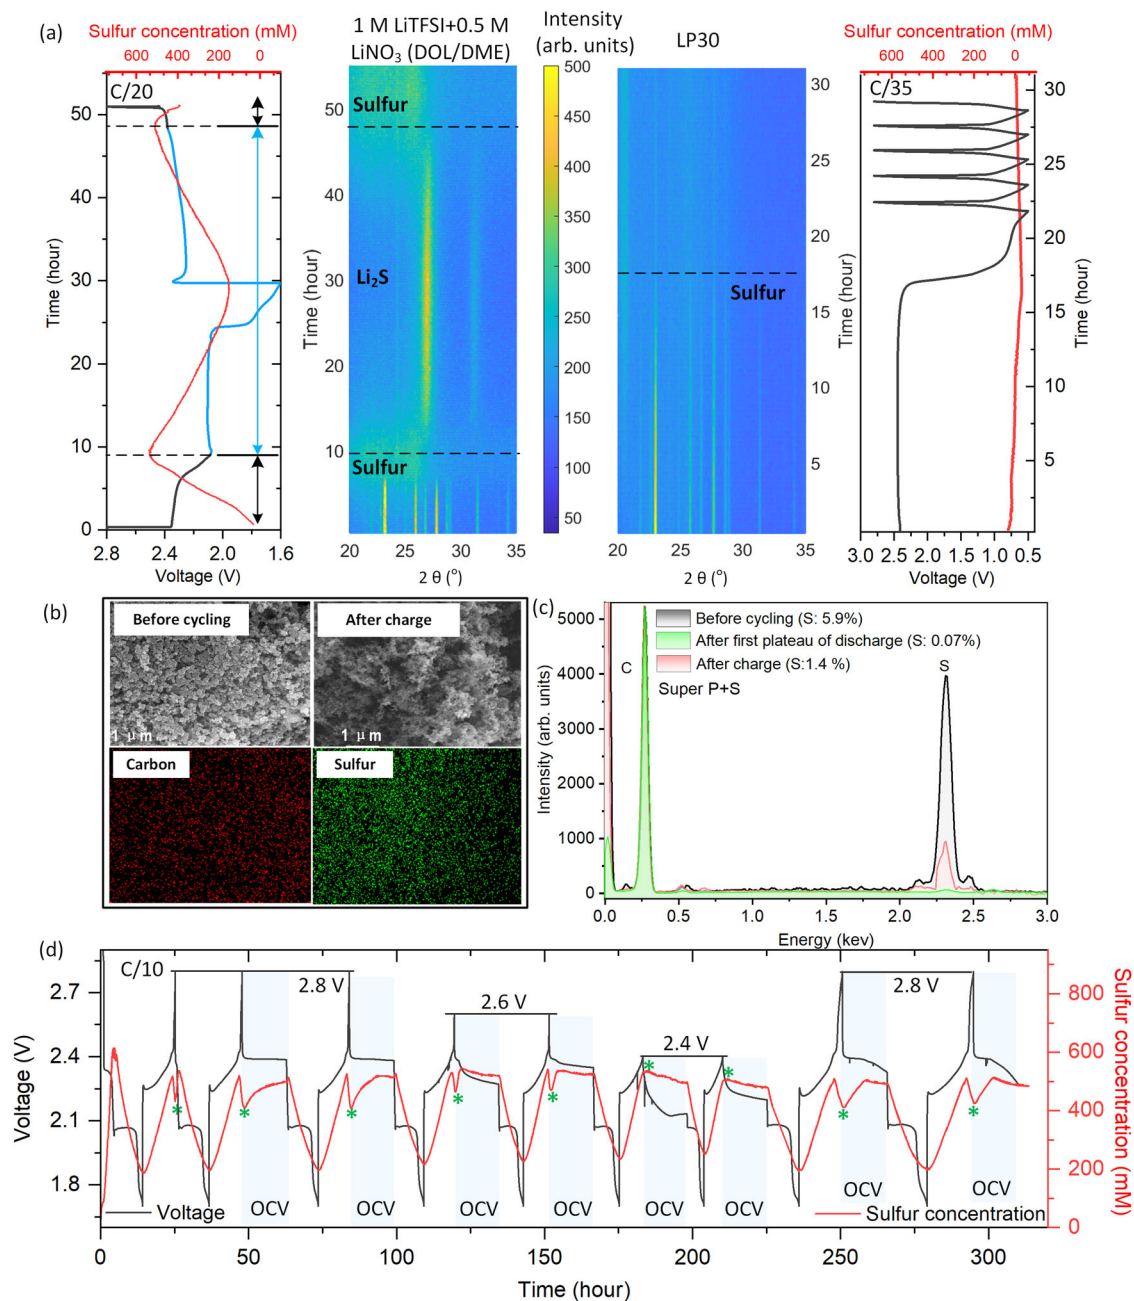 (a)
Sulfur concentration (mM)
600 400 200 0
C/20
Time (hour)
50
40
30
20
10
0
2.8 2.4 2.0 1.6
Voltage (V)
1 M LiTFSI+0.5 M
LiNO₃ (DOL/DME)
Sulfur
Li₂S
Sulfur
Time (hour)
50
40
30
20
10
20 25 30 35
2 θ (°)
Intensity
(arb. units)
500
450
400
350
300
250
200
150
100
50
LP30
Sulfur
20 25 30 35
2 θ (°)
30
25
20
15
10
5
Time (hour)
Sulfur concentration (mM)
600 400 200 0
C/35
30
25
20
15
10
5
Time (hour)
3.0 2.5 2.0 1.5 1.0 0.5
Voltage (V)
(b)
Before cycling
After charge
1 μm
1 μm
Carbon
Sulfur
(c)
Intensity (arb. units)
5000
4000
3000
2000
1000
0
Before cycling (S: 5.9%)
After first plateau of discharge (S: 0.07%)
After charge (S:1.4 %)
C
S
Super P+S
0.0 0.5 1.0 1.5 2.0 2.5 3.0
Energy (kev)
(d)
C/10
2.8 V
2.6 V
2.4 V
2.8 V
Voltage (V)
2.7
2.4
2.1
1.8
* * * * * * * * *
OCV OCV OCV OCV OCV OCV OCV OCV
Voltage
Sulfur concentration
800
600
400
200
0
Sulfur concentration
(mM)
0 50 100 150 200 250 300
Time (hour)